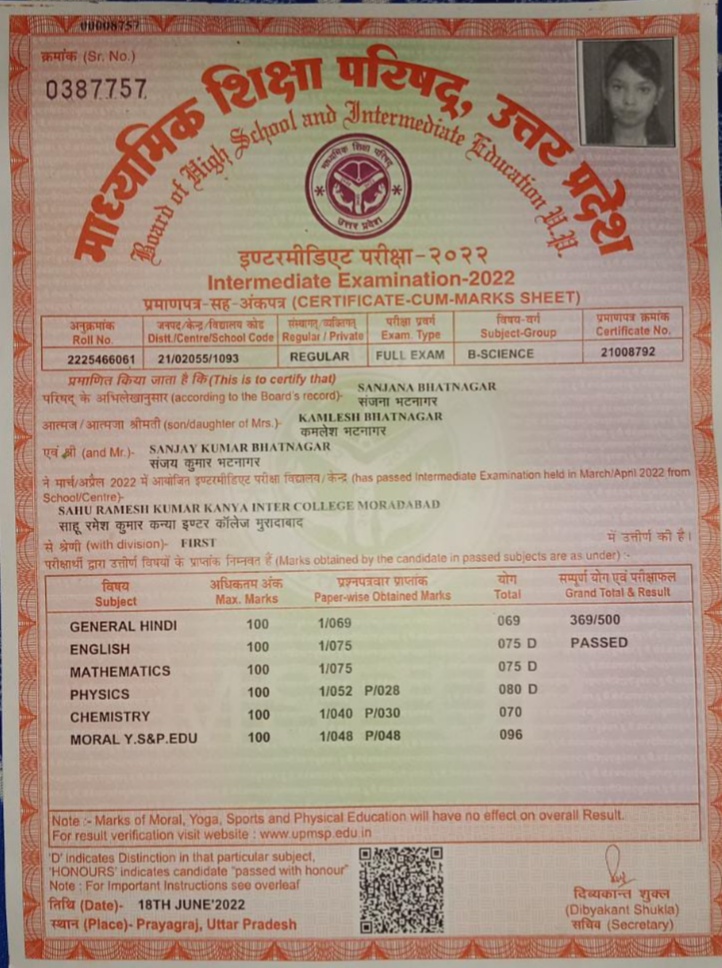 00008757
क्रमांक (Sr. No.)
0387757
माध्यमिक शिक्षा परिषद्, उत्तर प्रदेश
Board of High School and Intermediate Education U.P.
माध्यमिक शिक्षा परिषद्
उत्तर प्रदेश
इण्टरमीडिएट परीक्षा-२०२२
Intermediate Examination-2022
प्रमाणपत्र-सह-अंकपत्र (CERTIFICATE-CUM-MARKS SHEET)
अनुक्रमांक जनपद/केन्द्र/विद्यालय कोड संस्थागत/व्यक्तिगत परीक्षा प्रवर्ग विषय-वर्ग प्रमाणपत्र क्रमांक
Roll No. Distt./Centre/School Code Regular / Private Exam. Type Subject-Group Certificate No.
2225466061 21/02055/1093 REGULAR FULL EXAM B-SCIENCE 21008792
प्रमाणित किया जाता है कि (This is to certify that) SANJANA BHATNAGAR
परिषद् के अभिलेखानुसार (according to the Board's record)- संजना भटनागर
आत्मज/आत्मजा श्रीमती (son/daughter of Mrs.)- KAMLESH BHATNAGAR
कमलेश भटनागर
एवं श्री (and Mr.)- SANJAY KUMAR BHATNAGAR
संजय कुमार भटनागर
ने मार्च/अप्रैल 2022 में आयोजित इण्टरमीडिएट परीक्षा विद्यालय/केन्द्र (has passed Intermediate Examination held in March/April 2022 from
School/Centre)-
SAHU RAMESH KUMAR KANYA INTER COLLEGE MORADABAD
साहू रमेश कुमार कन्या इण्टर कॉलेज मुरादाबाद
से श्रेणी (with division)- FIRST में उत्तीर्ण की है।
परीक्षार्थी द्वारा उत्तीर्ण विषयों के प्राप्तांक निम्नवत हैं (Marks obtained by the candidate in passed subjects are as under) :-
विषय अधिकतम अंक प्रश्नपत्रवार प्राप्तांक योग सम्पूर्ण योग एवं परीक्षाफल
Subject Max. Marks Paper-wise Obtained Marks Total Grand Total & Result
GENERAL HINDI 100 1/069 069 369/500
ENGLISH 100 1/075 075 D PASSED
MATHEMATICS 100 1/075 075 D
PHYSICS 100 1/052 P/028 080 D
CHEMISTRY 100 1/040 P/030 070
MORAL Y.S&P.EDU 100 1/048 P/048 096
Note :- Marks of Moral, Yoga, Sports and Physical Education will have no effect on overall Result.
For result verification visit website : www.upmsp.edu.in
'D' indicates Distinction in that particular subject,
'HONOURS' indicates candidate "passed with honour"
Note : For Important Instructions see overleaf
तिथि (Date)- 18TH JUNE'2022
स्थान (Place)- Prayagraj, Uttar Pradesh
दिब्यकान्त शुक्ल
(Dibyakant Shukla)
सचिव (Secretary)